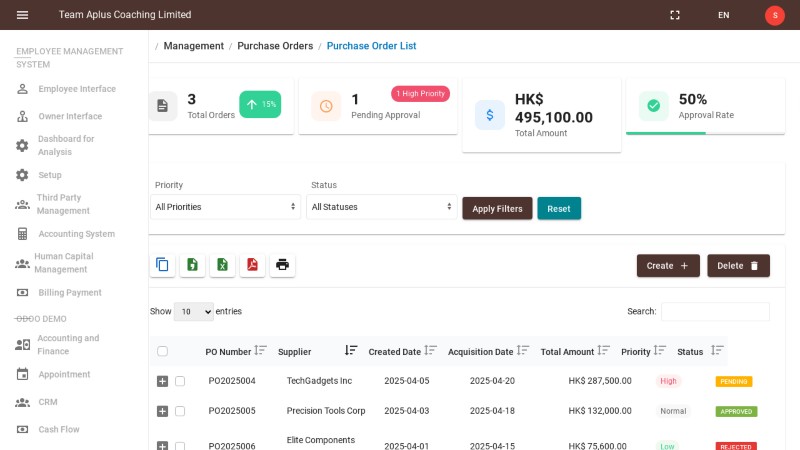 Team Aplus Coaching Limited
EN
S
EMPLOYEE MANAGEMENT
SYSTEM
Employee Interface
Owner Interface
Dashboard for
Analysis
Setup
Third Party
Management
Accounting System
Human Capital
Management
Billing Payment
ODOO DEMO
Accounting and
Finance
Appointment
CRM
Cash Flow
/ Management / Purchase Orders / Purchase Order List
3
Total Orders
15%
1
Pending Approval
1 High Priority
HK$
495,100.00
Total Amount
50%
Approval Rate
Priority
Status
All Priorities
All Statuses
Apply Filters
Reset
Create
Delete
Show 10 entries
Search:
PO Number Supplier Created Date Acquisition Date Total Amount Priority Status
PO2025004 TechGadgets Inc 2025-04-05 2025-04-20 HK$ 287,500.00 High PENDING
PO2025005 Precision Tools Corp 2025-04-03 2025-04-18 HK$ 132,000.00 Normal APPROVED
PO2025006 Elite Components 2025-04-01 2025-04-15 HK$ 75,600.00 Low REJECTED